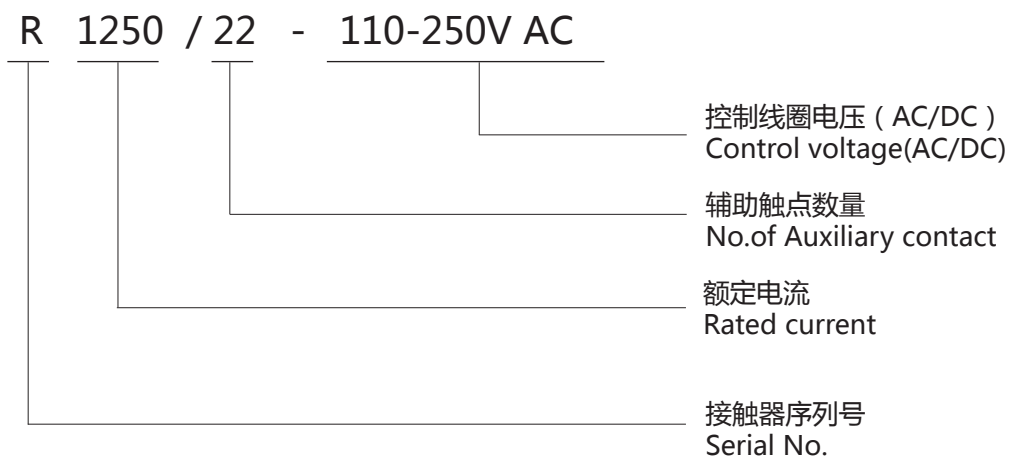 R 1250 / 22 - 110-250V AC
控制线圈电压（AC/DC）
Control voltage(AC/DC)
辅助触点数量
No.of Auxiliary contact
额定电流
Rated current
接触器序列号
Serial No.